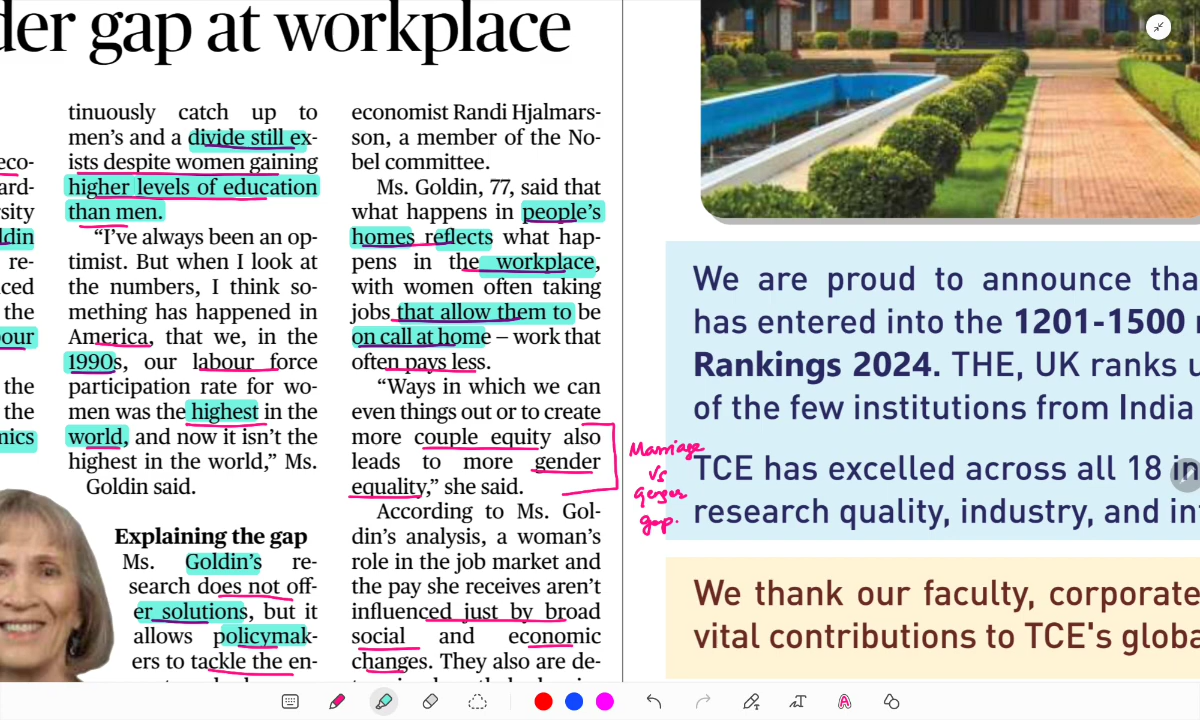 der gap at workplace
eco-
ard-
rsity
ldin
re-
ced
the
our
the
the
mics
tinuously catch up to
men's and a divide still ex-
ists despite women gaining
higher levels of education
than men.
"I've always been an op-
timist. But when I look at
the numbers, I think so-
mething has happened in
America, that we, in the
1990s, our labour force
participation rate for wo-
men was the highest in the
world, and now it isn't the
highest in the world," Ms.
Goldin said.
Explaining the gap
Ms. Goldin's re-
search does not off-
er solutions, but it
allows policymak-
ers to tackle the en-
economist Randi Hjalmars-
son, a member of the No-
bel committee.
Ms. Goldin, 77, said that
what happens in people's
homes reflects what hap-
pens in the workplace,
with women often taking
jobs that allow them to be
on call at home – work that
often pays less.
"Ways in which we can
even things out or to create
more couple equity also
leads to more gender
equality," she said.
According to Ms. Gol-
din's analysis, a woman's
role in the job market and
the pay she receives aren't
influenced just by broad
social and economic
changes. They also are de-
Marriage
vs
gap.
We are proud to announce tha
has entered into the 1201-1500
Rankings 2024. THE, UK ranks u
of the few institutions from India
TCE has excelled across all 18 in
research quality, industry, and in
We thank our faculty, corporate
vital contributions to TCE's globa